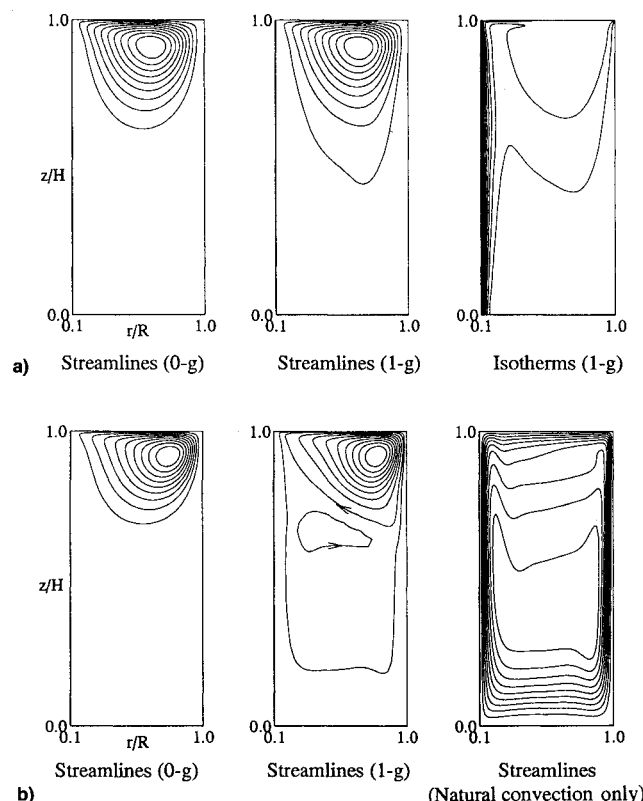 1.0 1.0 1.0
z/H
0.0 0.0 0.0
0.1 r/R 1.0 0.1 1.0 0.1 1.0
a) Streamlines (0-g) Streamlines (1-g) Isotherms (1-g)
1.0 1.0 1.0
z/H
0.0 0.0 0.0
0.1 r/R 1.0 0.1 1.0 0.1 1.0
Streamlines (0-g) Streamlines (1-g) Streamlines
b) (Natural convection only)